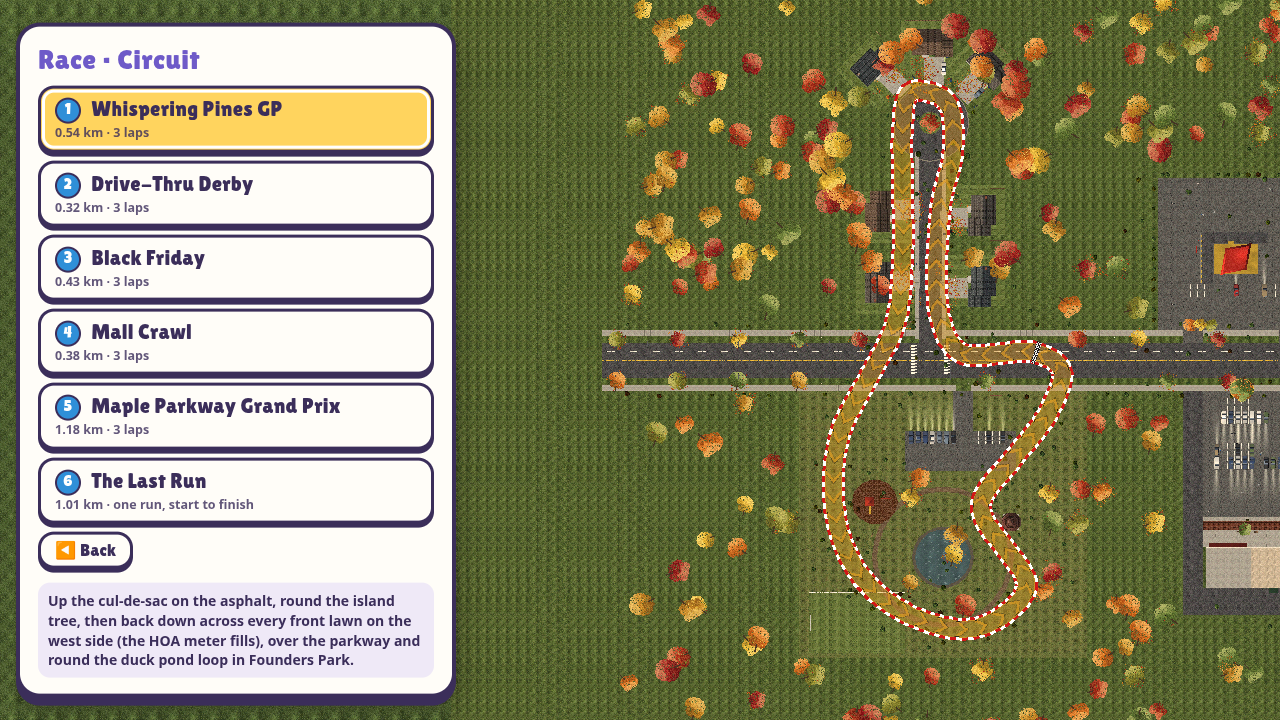 Race · Circuit
1 Whispering Pines GP
0.54 km · 3 laps
2 Drive-Thru Derby
0.32 km · 3 laps
3 Black Friday
0.43 km · 3 laps
4 Mall Crawl
0.38 km · 3 laps
5 Maple Parkway Grand Prix
1.18 km · 3 laps
6 The Last Run
1.01 km · one run, start to finish
Back
Up the cul-de-sac on the asphalt, round the island
tree, then back down across every front lawn on the
west side (the HOA meter fills), over the parkway and
round the duck pond loop in Founders Park.